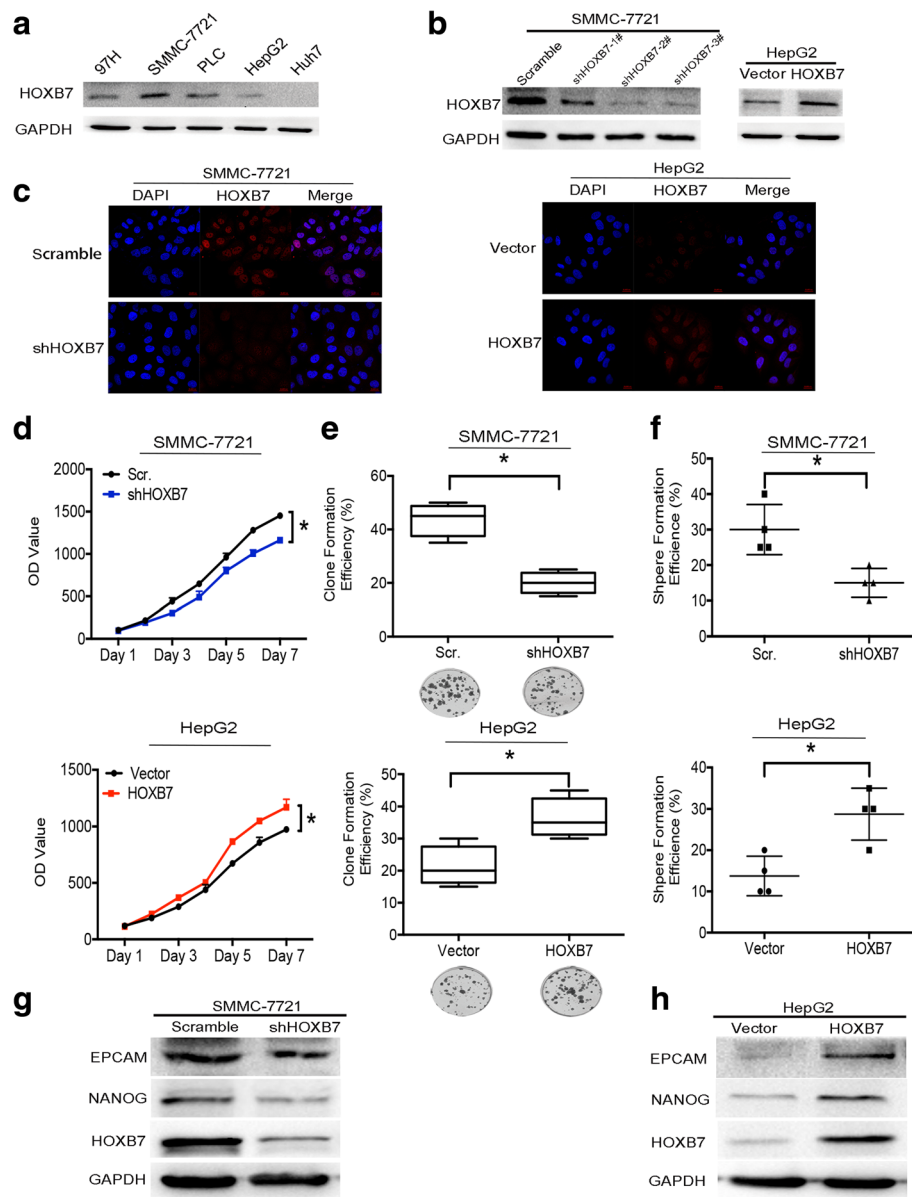 a
97H SMMC-7721 PLC HepG2 Huh7
HOXB7
GAPDH
b
SMMC-7721
Scramble shHOXB7-1# shHOXB7-2# shHOXB7-3#
HOXB7
GAPDH
HepG2
Vector HOXB7
c
SMMC-7721
DAPI HOXB7 Merge
Scramble
shHOXB7
HepG2
DAPI HOXB7 Merge
Vector
HOXB7
d
SMMC-7721
2000
1500
1000
500
0
OD Value
Scr.
shHOXB7
*
Day 1 Day 3 Day 5 Day 7
HepG2
1500
1000
500
0
OD Value
Vector
HOXB7
*
Day 1 Day 3 Day 5 Day 7
e
SMMC-7721
*
60
40
20
0
Clone Formation
Efficiency (%)
Scr. shHOXB7
HepG2
*
50
40
30
20
10
0
Clone Formation
Efficiency (%)
Vector HOXB7
f
SMMC-7721
*
50
40
30
20
10
0
Shpere Formation
Efficience (%)
Scr. shHOXB7
HepG2
*
40
30
20
10
0
Shpere Formation
Efficience (%)
Vector HOXB7
g
SMMC-7721
Scramble shHOXB7
EPCAM
NANOG
HOXB7
GAPDH
h
HepG2
Vector HOXB7
EPCAM
NANOG
HOXB7
GAPDH